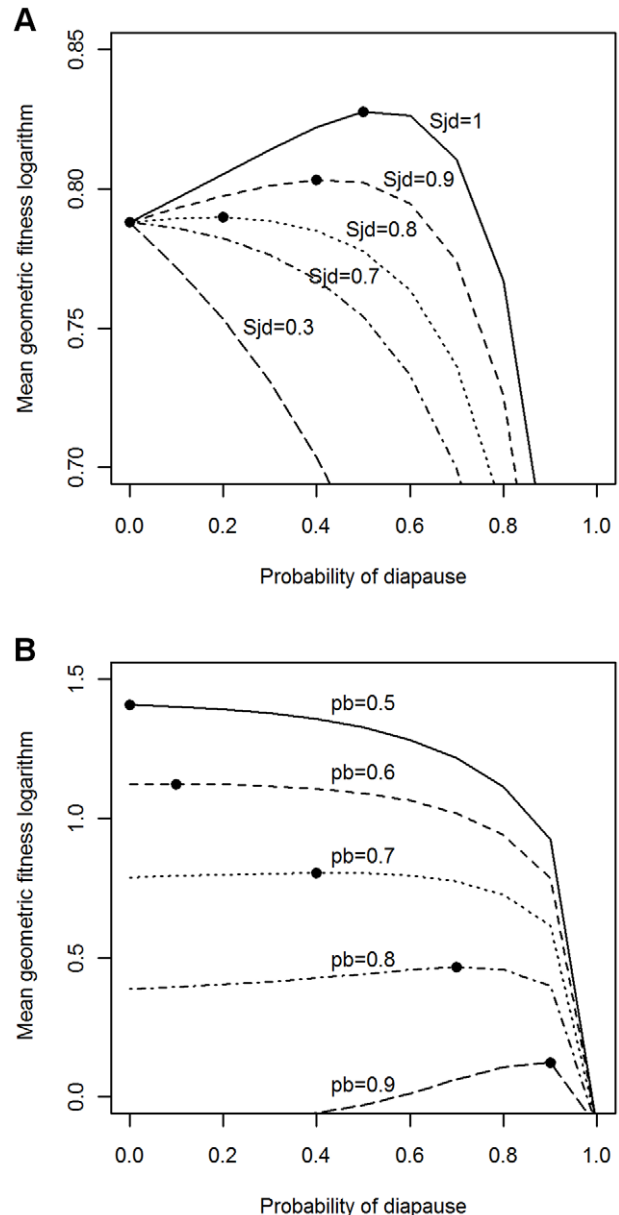 A
Mean geometric fitness logarithm
0.85
0.80
0.75
0.70
Sjd=1
Sjd=0.9
Sjd=0.8
Sjd=0.7
Sjd=0.3
0.0 0.2 0.4 0.6 0.8 1.0
Probability of diapause
B
Mean geometric fitness logarithm
1.5
1.0
0.5
0.0
pb=0.5
pb=0.6
pb=0.7
pb=0.8
pb=0.9
0.0 0.2 0.4 0.6 0.8 1.0
Probability of diapause